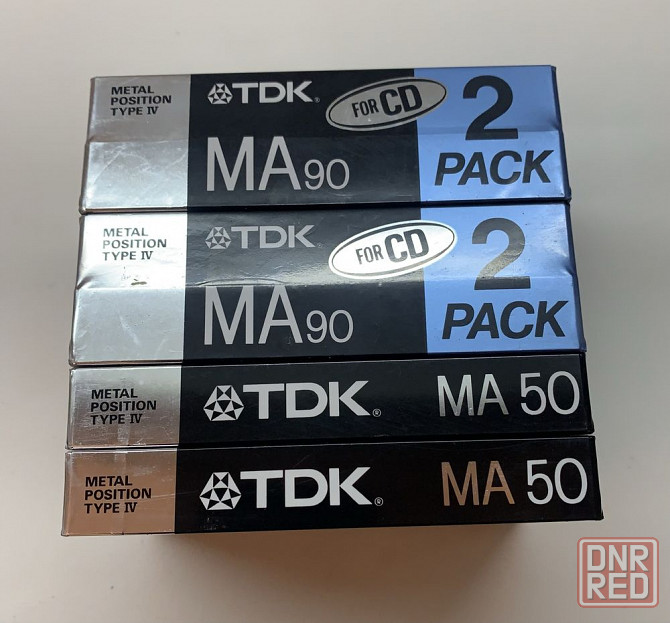 METAL
POSITION
TYPE IV
TDK®
FOR CD
MA90
2
PACK
METAL
POSITION
TYPE IV
TDK®
FOR CD
MA90
2
PACK
METAL
POSITION
TYPE IV
TDK®
MA 50
METAL
POSITION
TYPE IV
TDK®
MA 50
DNR
RED